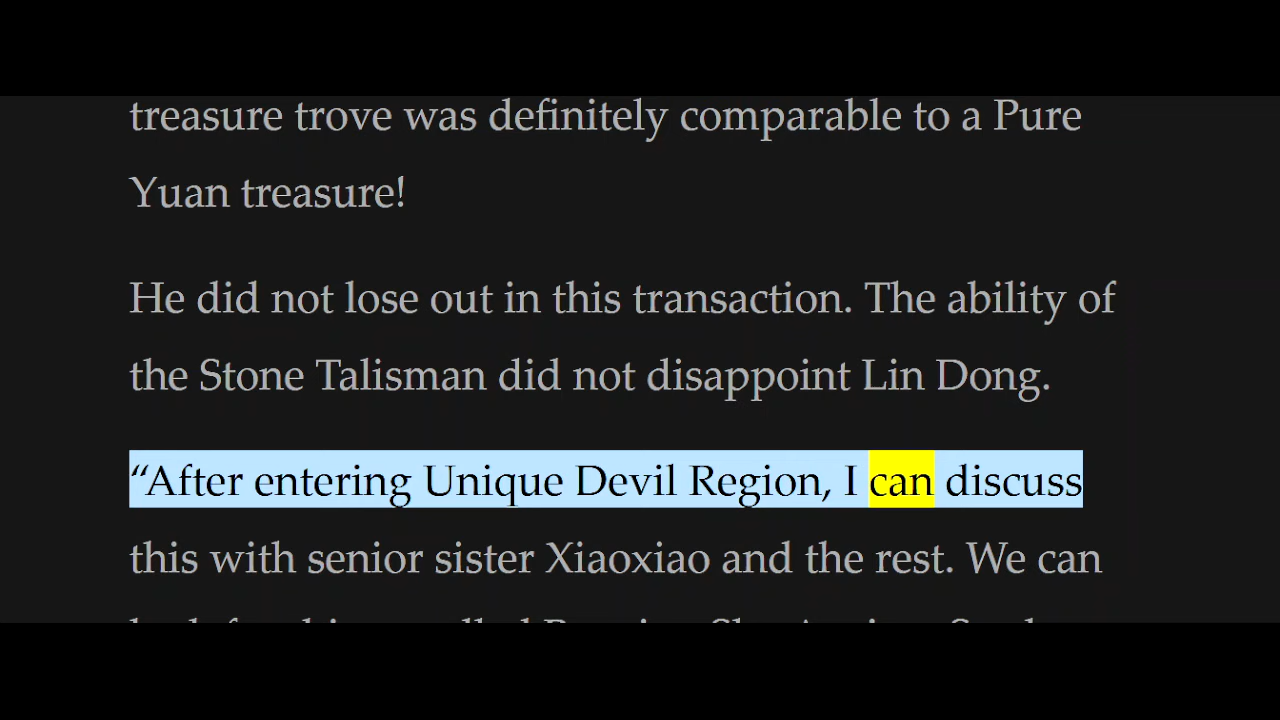 treasure trove was definitely comparable to a Pure
Yuan treasure!
He did not lose out in this transaction. The ability of
the Stone Talisman did not disappoint Lin Dong.
“After entering Unique Devil Region, I can discuss
this with senior sister Xiaoxiao and the rest. We can